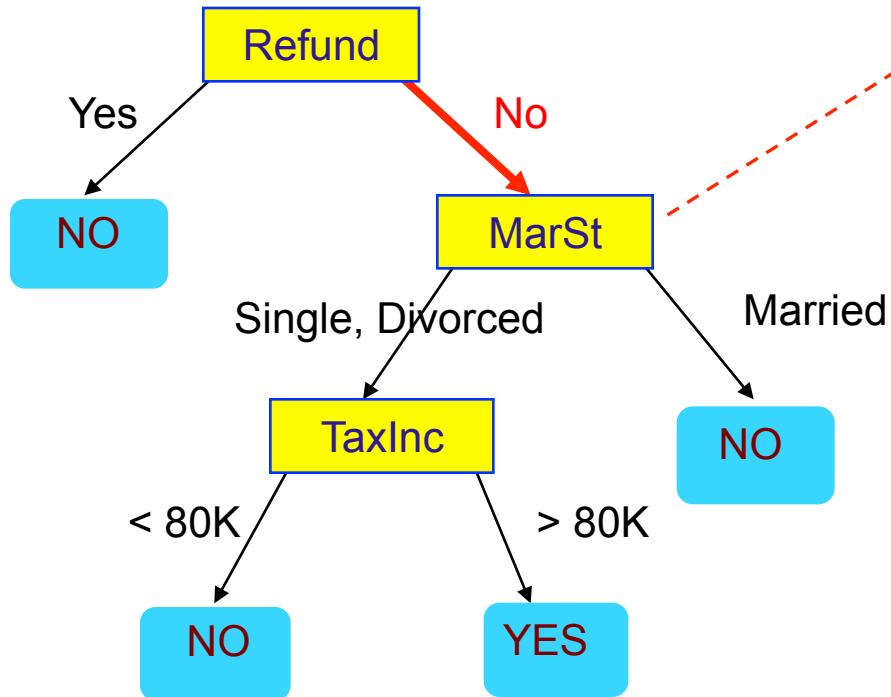 Refund
Yes
No
NO
MarSt
Single, Divorced
Married
TaxInc
NO
< 80K
> 80K
NO
YES